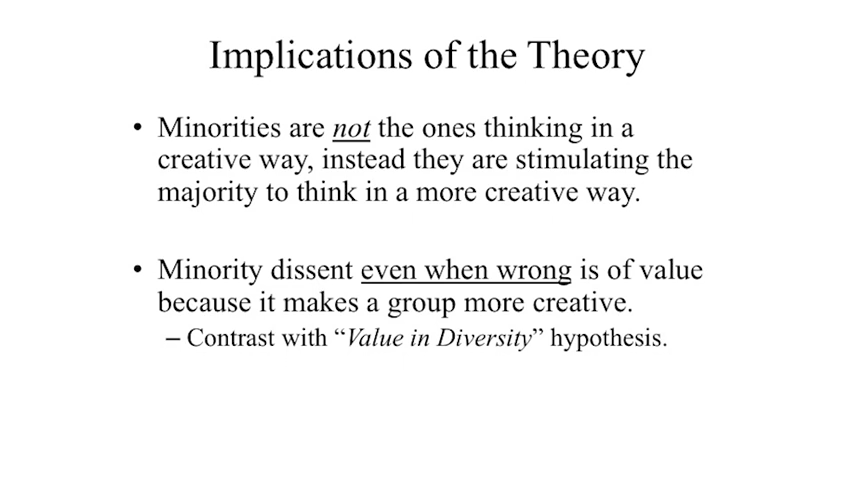 Implications of the Theory
• Minorities are not the ones thinking in a
creative way, instead they are stimulating the
majority to think in a more creative way.
• Minority dissent even when wrong is of value
because it makes a group more creative.
– Contrast with “Value in Diversity” hypothesis.